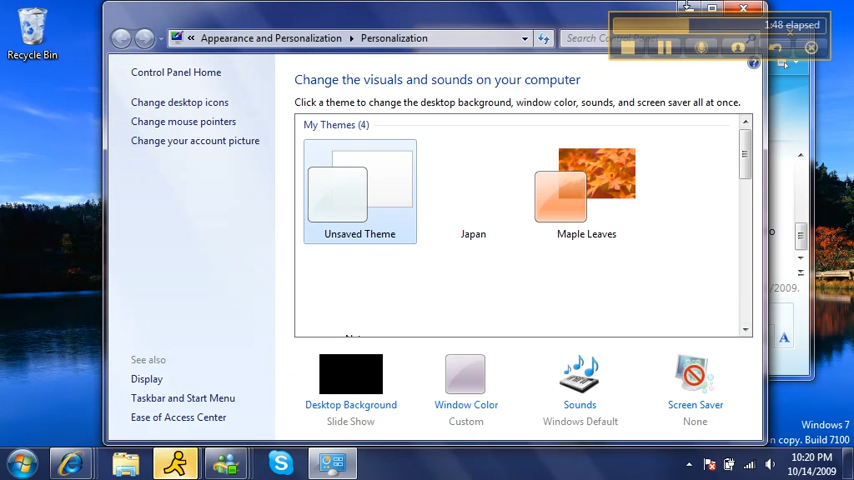 1:48 elapsed
Recycle Bin
« Appearance and Personalization ▸ Personalization
Search Control Panel
Control Panel Home
Change desktop icons
Change mouse pointers
Change your account picture
Change the visuals and sounds on your computer
Click a theme to change the desktop background, window color, sounds, and screen saver all at once.
My Themes (4)
Unsaved Theme
Japan
Maple Leaves
See also
Display
Taskbar and Start Menu
Ease of Access Center
Desktop Background
Slide Show
Window Color
Custom
Sounds
Windows Default
Screen Saver
None
2009.
A
Windows 7
n copy. Build 7100
10:20 PM
10/14/2009